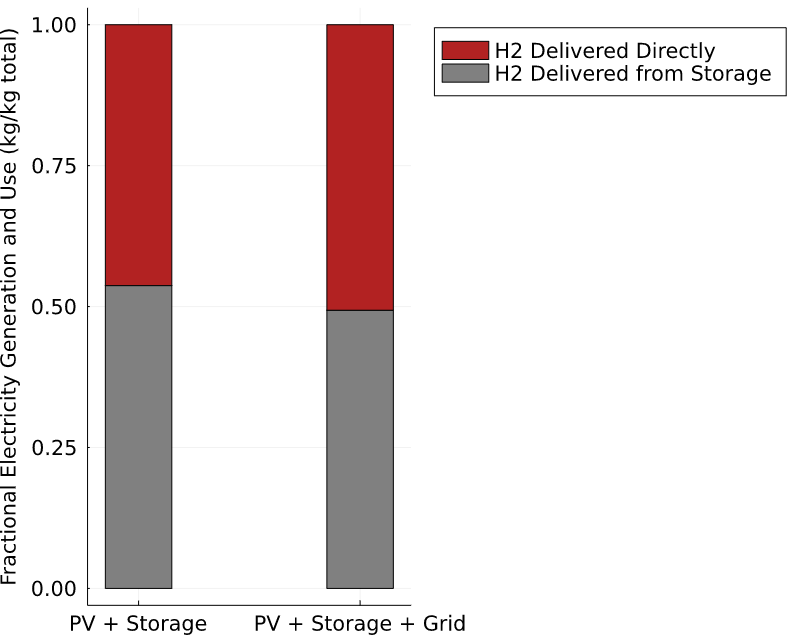 Fractional Electricity Generation and Use (kg/kg total)
1.00
0.75
0.50
0.25
0.00
PV + Storage
PV + Storage + Grid
H2 Delivered Directly
H2 Delivered from Storage